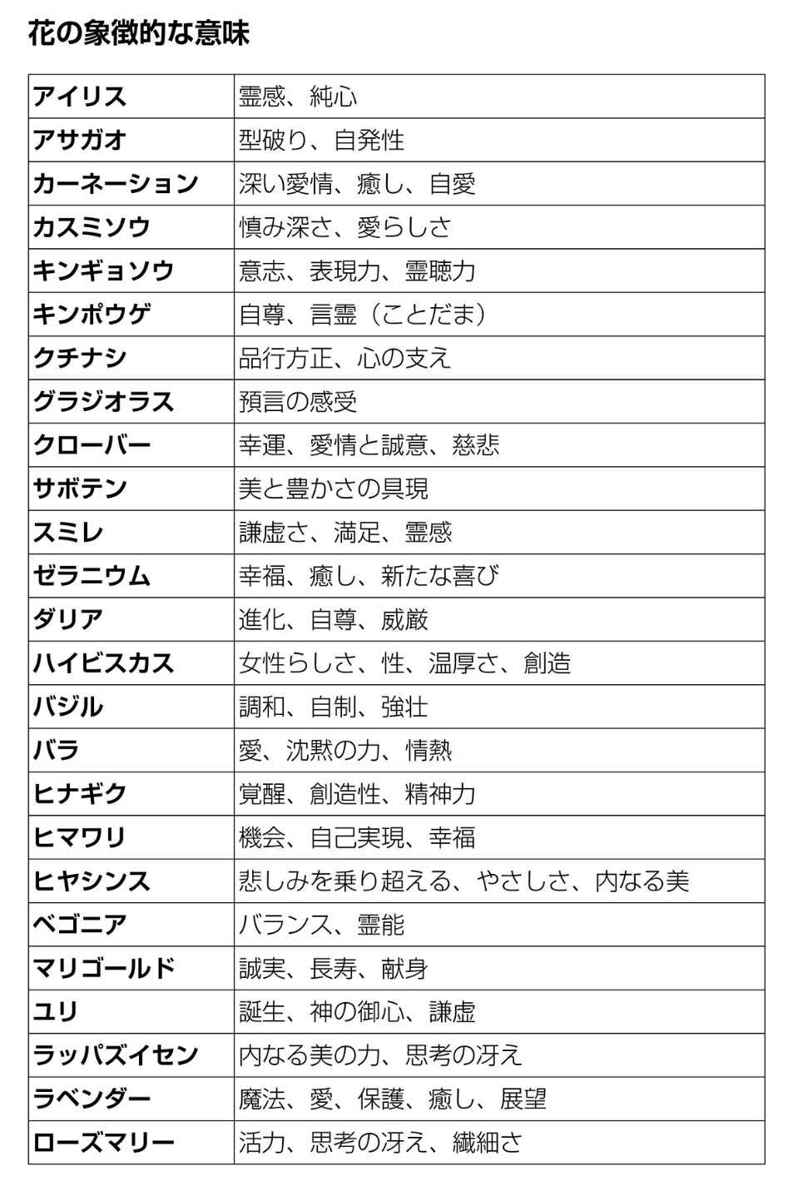 花の象徴的な意味
アイリス 霊感、純心
アサガオ 型破り、自発性
カーネーション 深い愛情、癒し、自愛
カスミソウ 慎み深さ、愛らしさ
キンギョソウ 意志、表現力、霊聴力
キンポウゲ 自尊、言霊（ことだま）
クチナシ 品行方正、心の支え
グラジオラス 預言の感受
クローバー 幸運、愛情と誠意、慈悲
サボテン 美と豊かさの具現
スミレ 謙虚さ、満足、霊感
ゼラニウム 幸福、癒し、新たな喜び
ダリア 進化、自尊、威厳
ハイビスカス 女性らしさ、性、温厚さ、創造
バジル 調和、自制、強壮
バラ 愛、沈黙の力、情熱
ヒナギク 覚醒、創造性、精神力
ヒマワリ 機会、自己実現、幸福
ヒヤシンス 悲しみを乗り超える、やさしさ、内なる美
ベゴニア バランス、霊能
マリゴールド 誠実、長寿、献身
ユリ 誕生、神の御心、謙虚
ラッパズイセン 内なる美の力、思考の冴え
ラベンダー 魔法、愛、保護、癒し、展望
ローズマリー 活力、思考の冴え、繊細さ